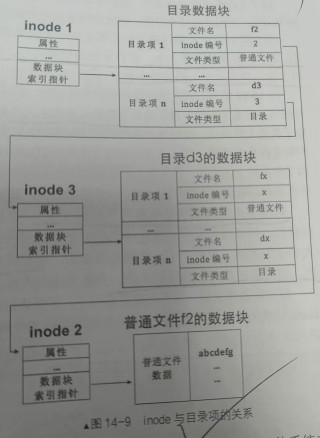 目录数据块
inode 1
属性
...
数据块
索引指针
目录项 1
文件名
f2
inode 编号
2
文件类型
普通文件
...
...
目录项 n
文件名
d3
inode 编号
3
文件类型
目录
目录d3的数据块
inode 3
属性
...
数据块
索引指针
目录项 1
文件名
fx
inode 编号
x
文件类型
普通文件
...
...
目录项 n
文件名
dx
inode 编号
x
文件类型
目录
普通文件f2的数据块
inode 2
属性
...
数据块
索引指针
普通文件
数据
abcdefg
...
...
▲图 14-9 inode 与目录项的关系